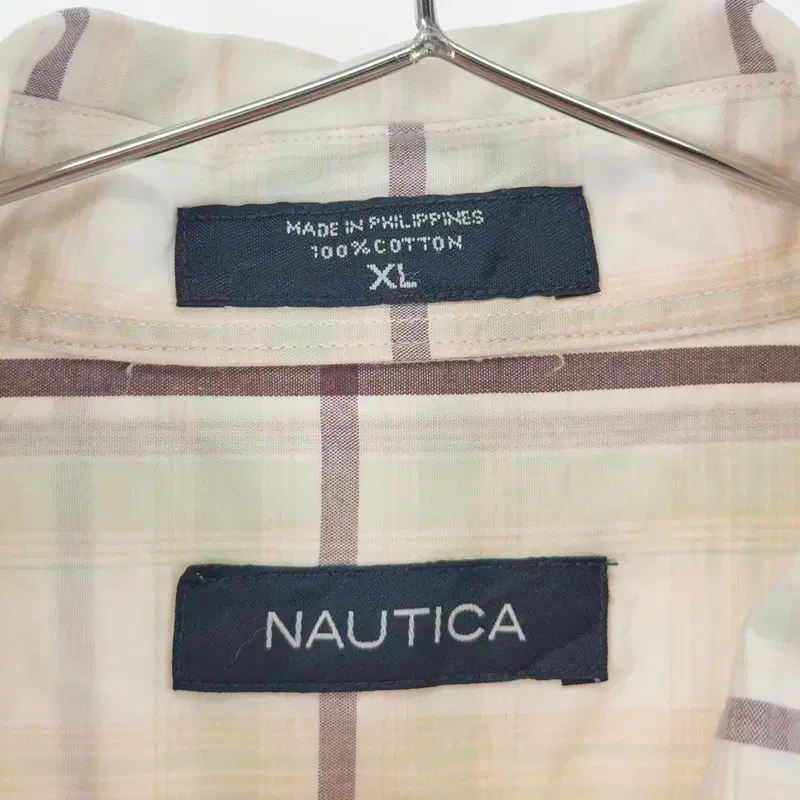 MADE IN PHILIPPINES
100% COTTON
XL
NAUTICA